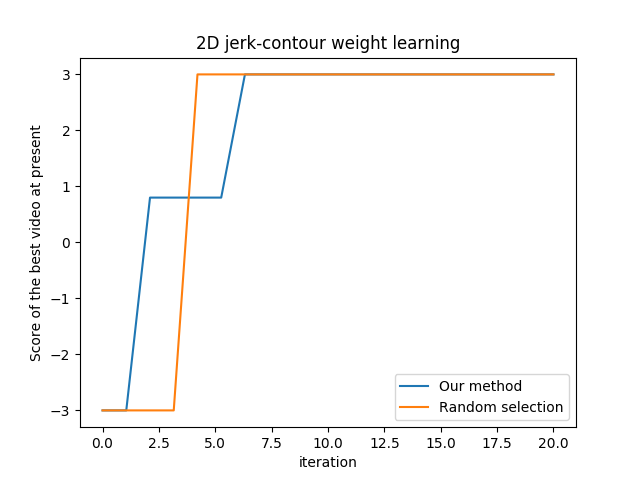 2D jerk-contour weight learning
Score of the best video at present
3
2
1
0
−1
−2
−3
0.0 2.5 5.0 7.5 10.0 12.5 15.0 17.5 20.0
iteration
Our method
Random selection